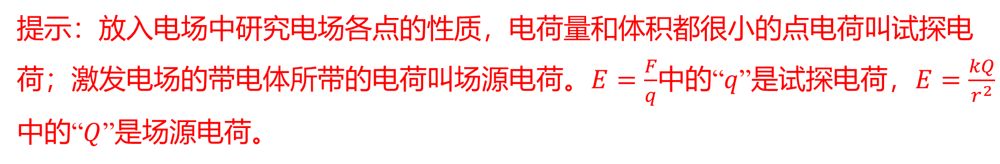 提示：放入电场中研究电场各点的性质，电荷量和体积都很小的点电荷叫试探电
荷；激发电场的带电体所带的电荷叫场源电荷。$E = \frac{F}{q}$中的“$q$”是试探电荷，$E = \frac{kQ}{r^2}$
中的“$Q$”是场源电荷。